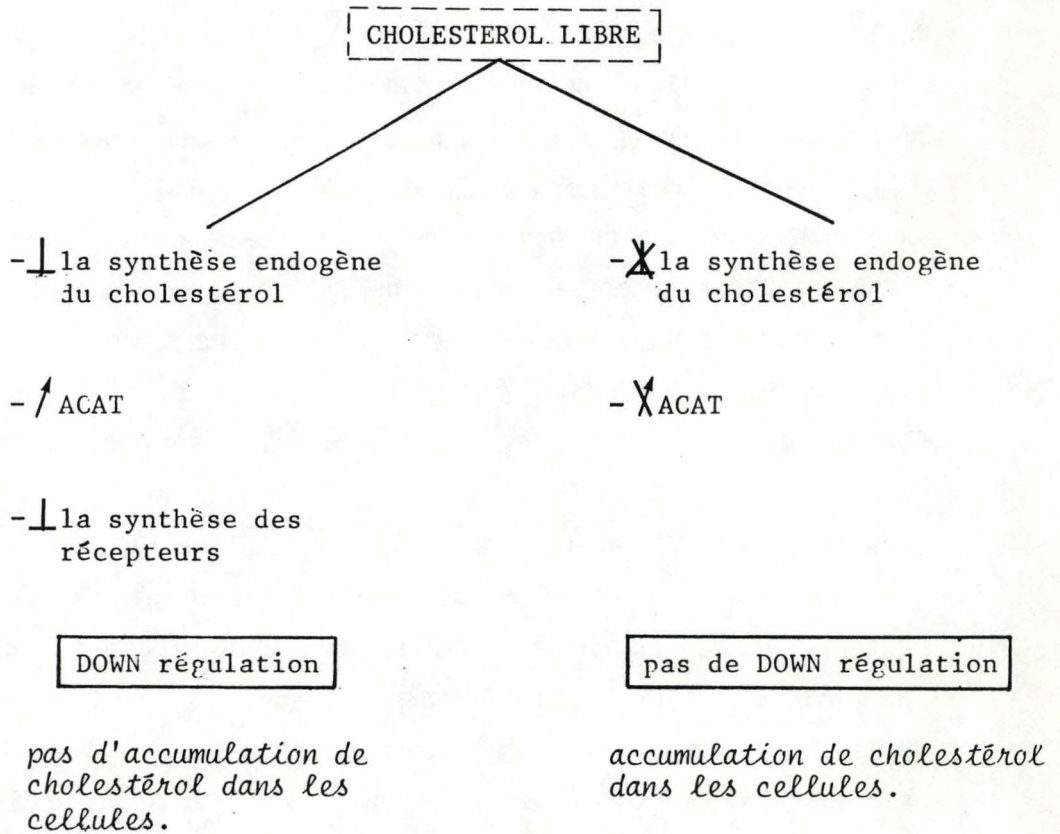 CHOLESTEROL LIBRE
- la synthèse endogène
du cholestérol
- ACAT
- la synthèse des
récepteurs
DOWN régulation
pas d'accumulation de
cholestérol dans les
cellules.
- la synthèse endogène
du cholestérol
- ACAT
pas de DOWN régulation
accumulation de cholestérol
dans les cellules.